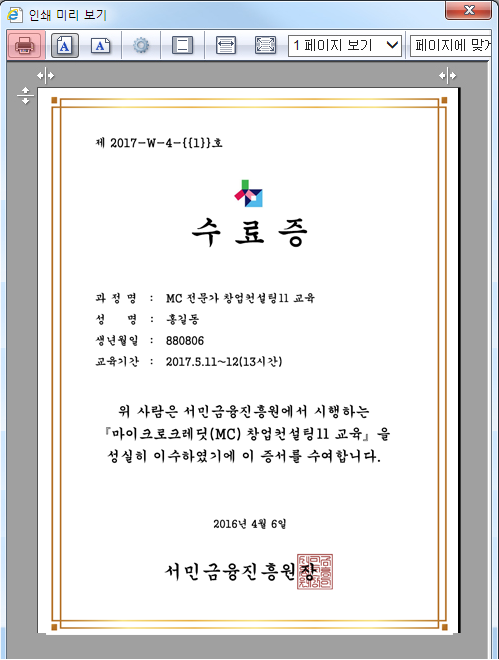 인쇄 미리 보기
1 페이지 보기
페이지에 맞게
제 2017-W-4-{{1}}호
수 료 증
과 정 명 : MC 전문가 창업컨설팅11 교육
성 명 : 홍길동
생년월일 : 880806
교육기간 : 2017.5.11~12(13시간)
위 사람은 서민금융진흥원에서 시행하는
『마이크로크레딧(MC) 창업컨설팅11 교육』을
성실히 이수하였기에 이 증서를 수여합니다.
2016년 4월 6일
서민금융진흥원장